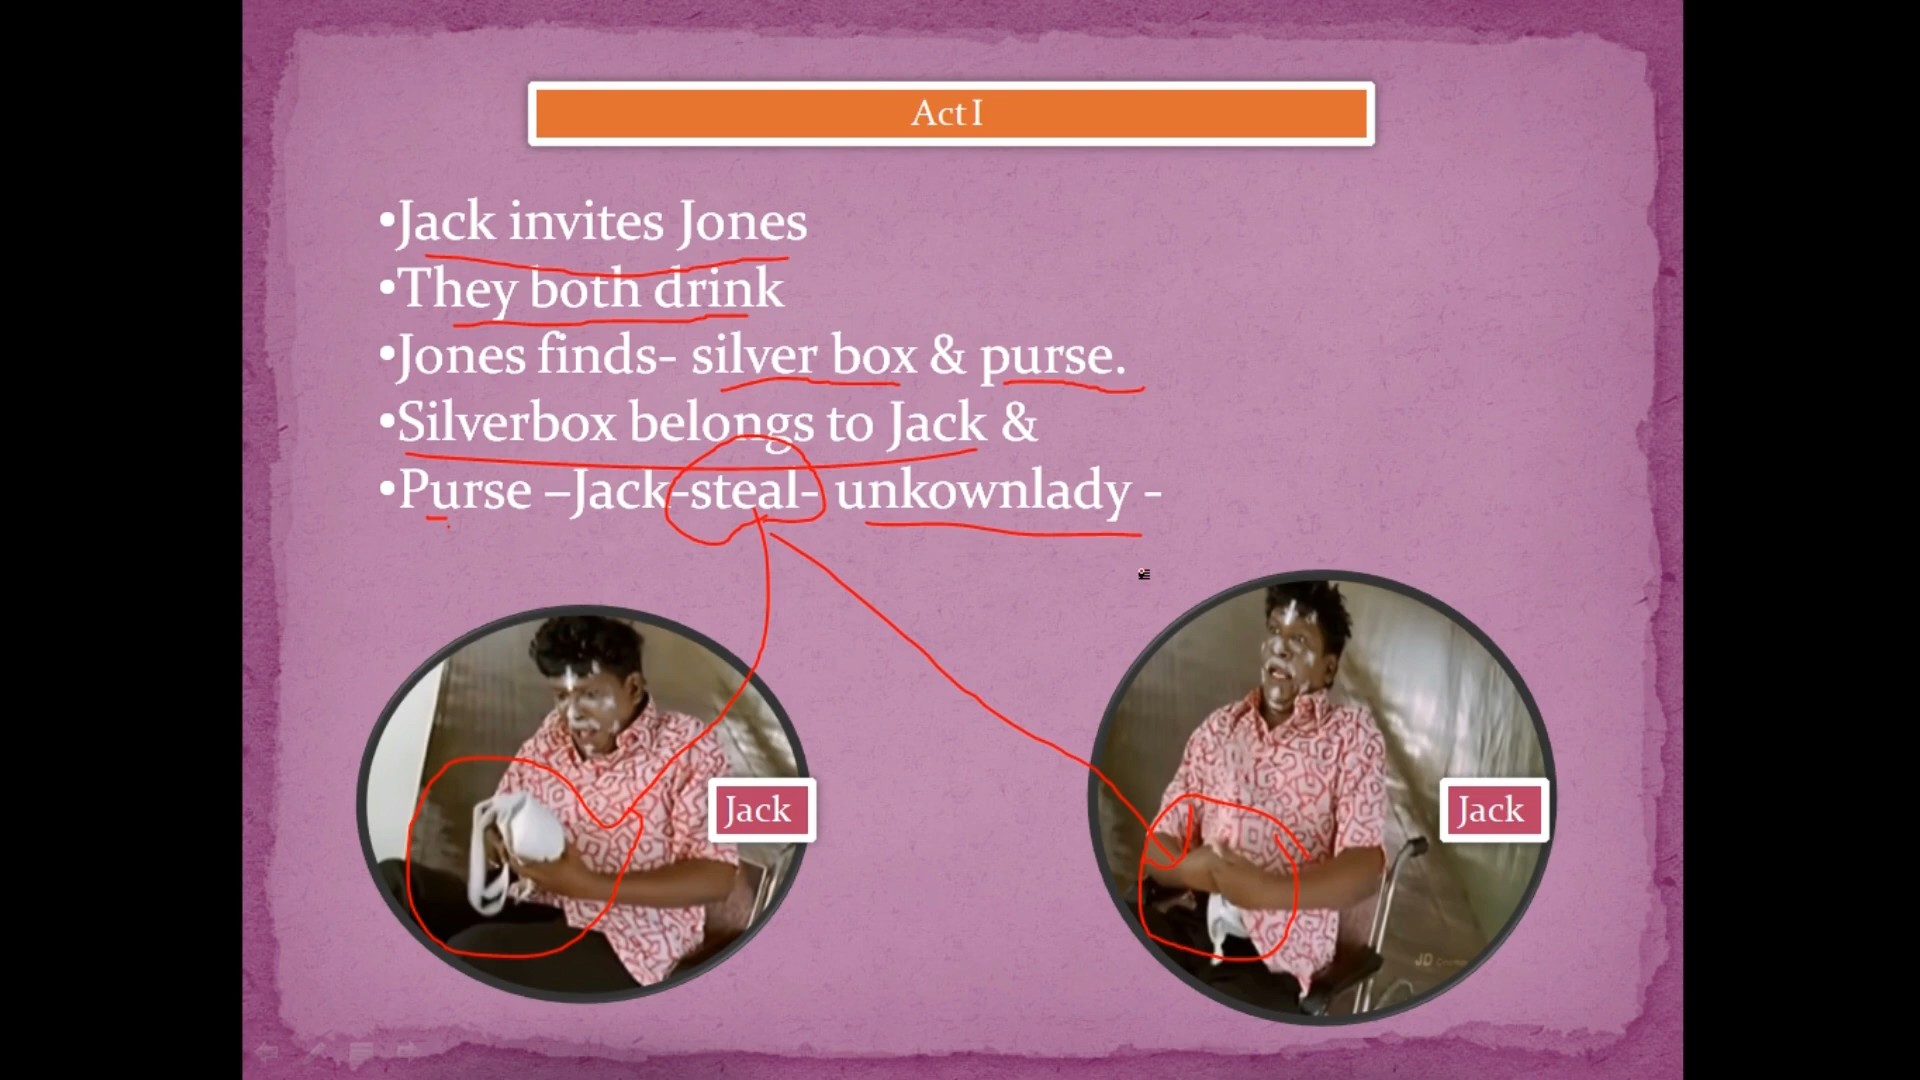 Act I
•Jack invites Jones
•They both drink
•Jones finds- silver box & purse.
•Silverbox belongs to Jack &
•Purse –Jack-steal- unkownlady -
Jack
Jack
JD